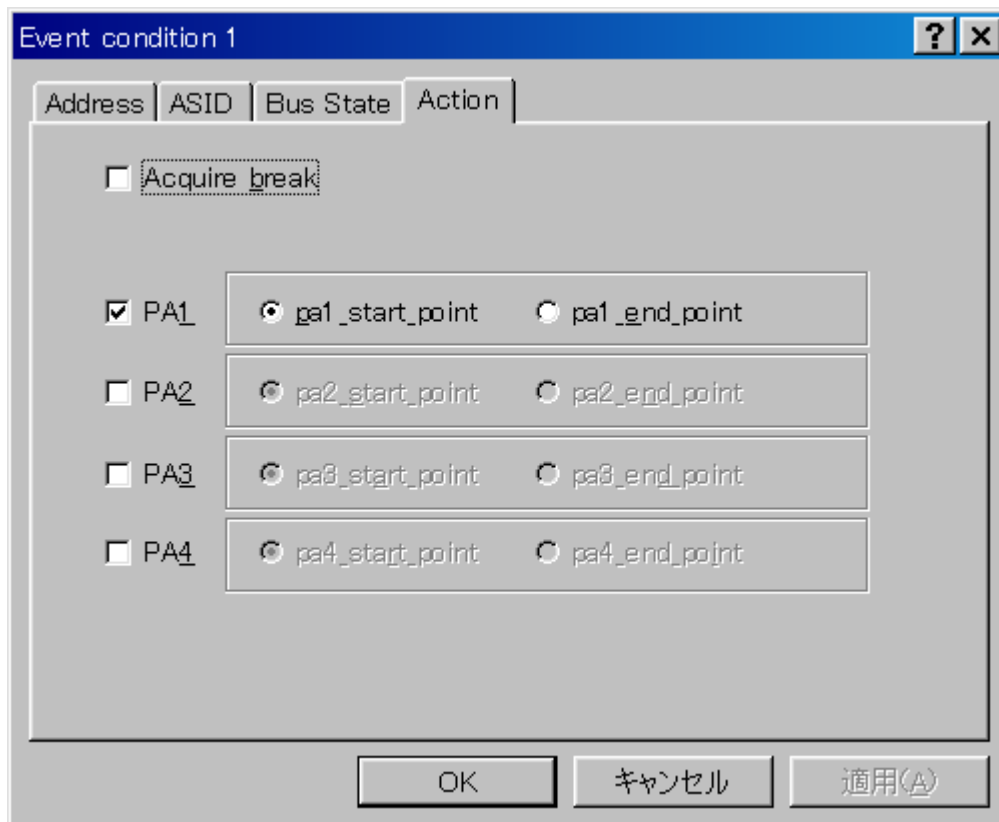 Event condition 1
Address ASID Bus State Action
Acquire break
PA1 pa1_start_point pa1_end_point
PA2 pa2_start_point pa2_end_point
PA3 pa3_start_point pa3_end_point
PA4 pa4_start_point pa4_end_point
OK キャンセル 適用(A)